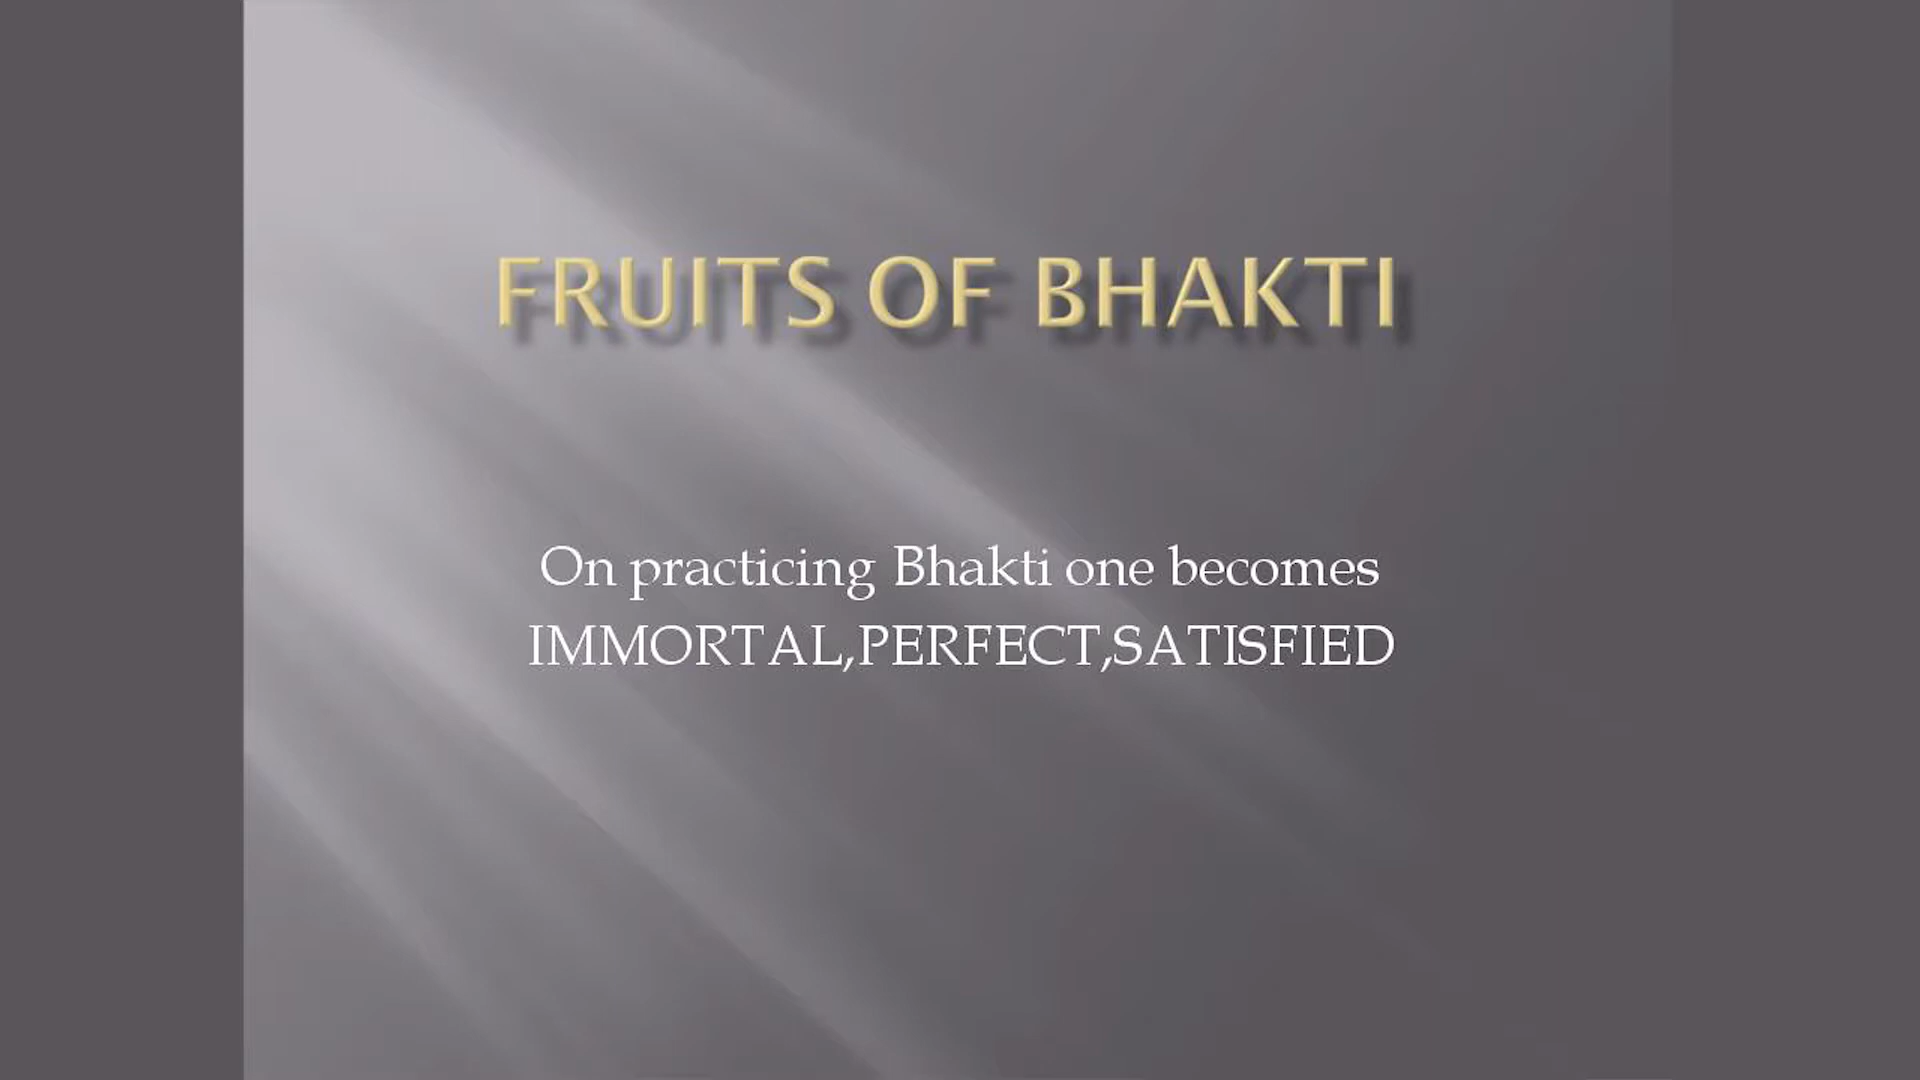 FRUITS OF BHAKTI
On practicing Bhakti one becomes
IMMORTAL,PERFECT,SATISFIED